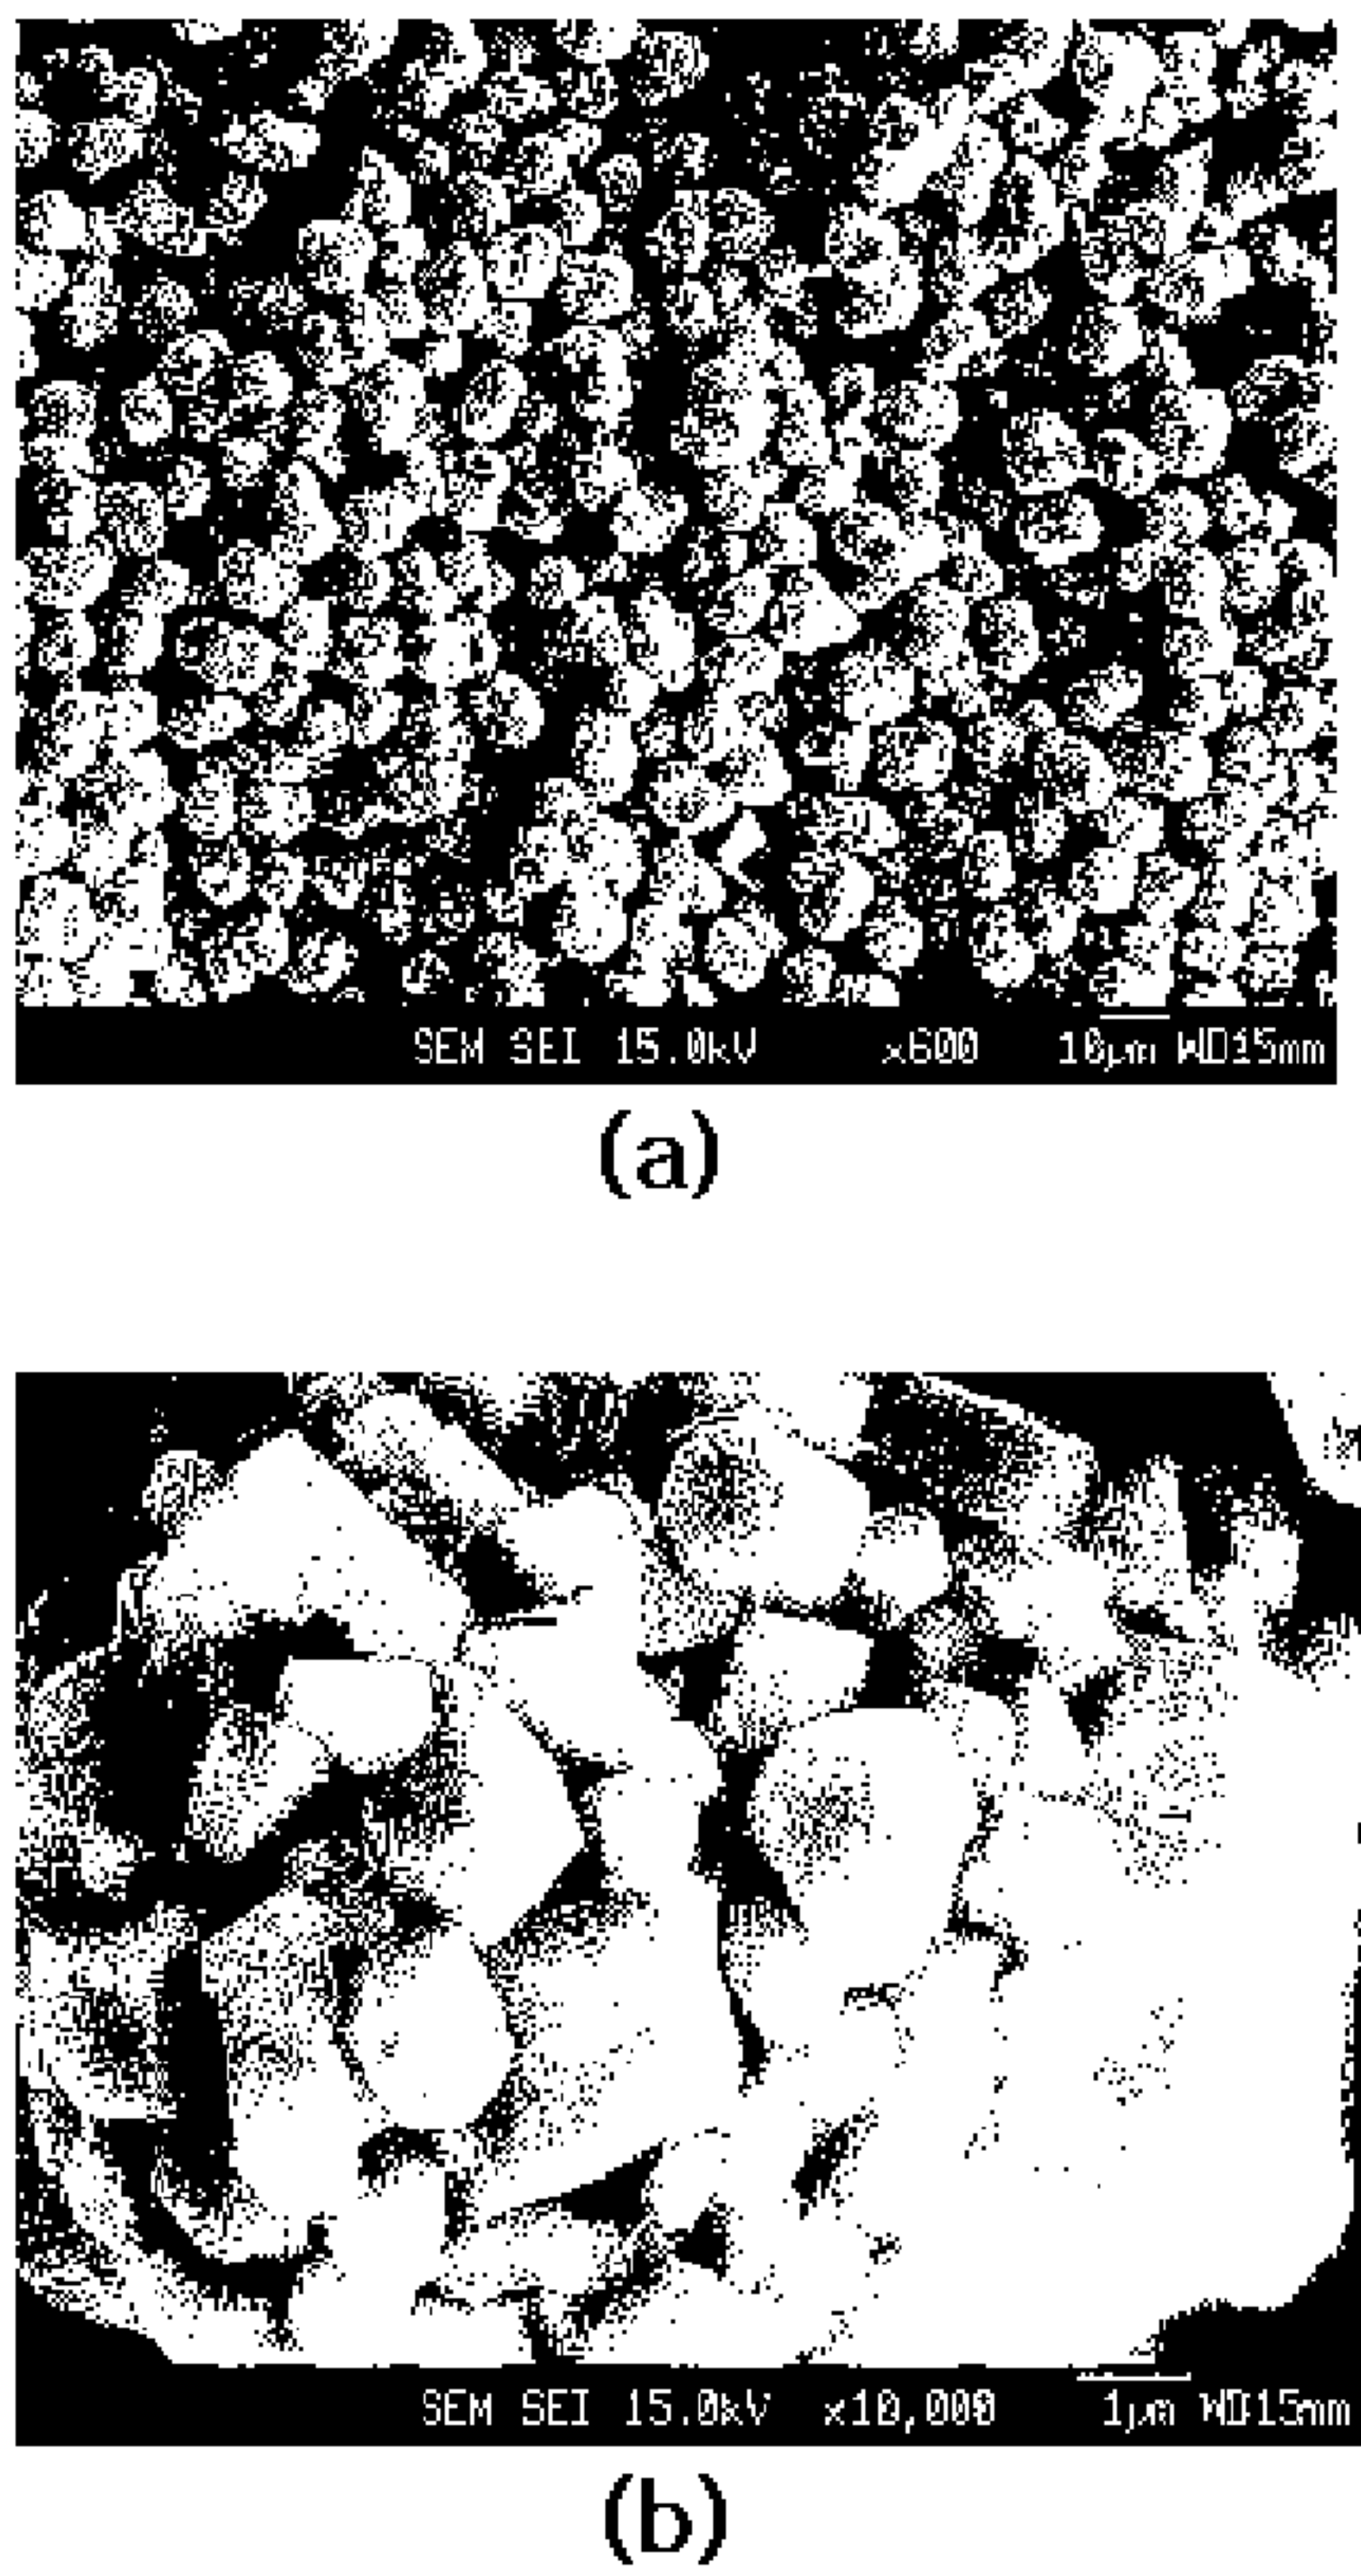 SEM SEI 15.0kV x600 10µm WD15mm
(a)
SEM SEI 15.0kV x10,000 1µm WD15mm
(b)